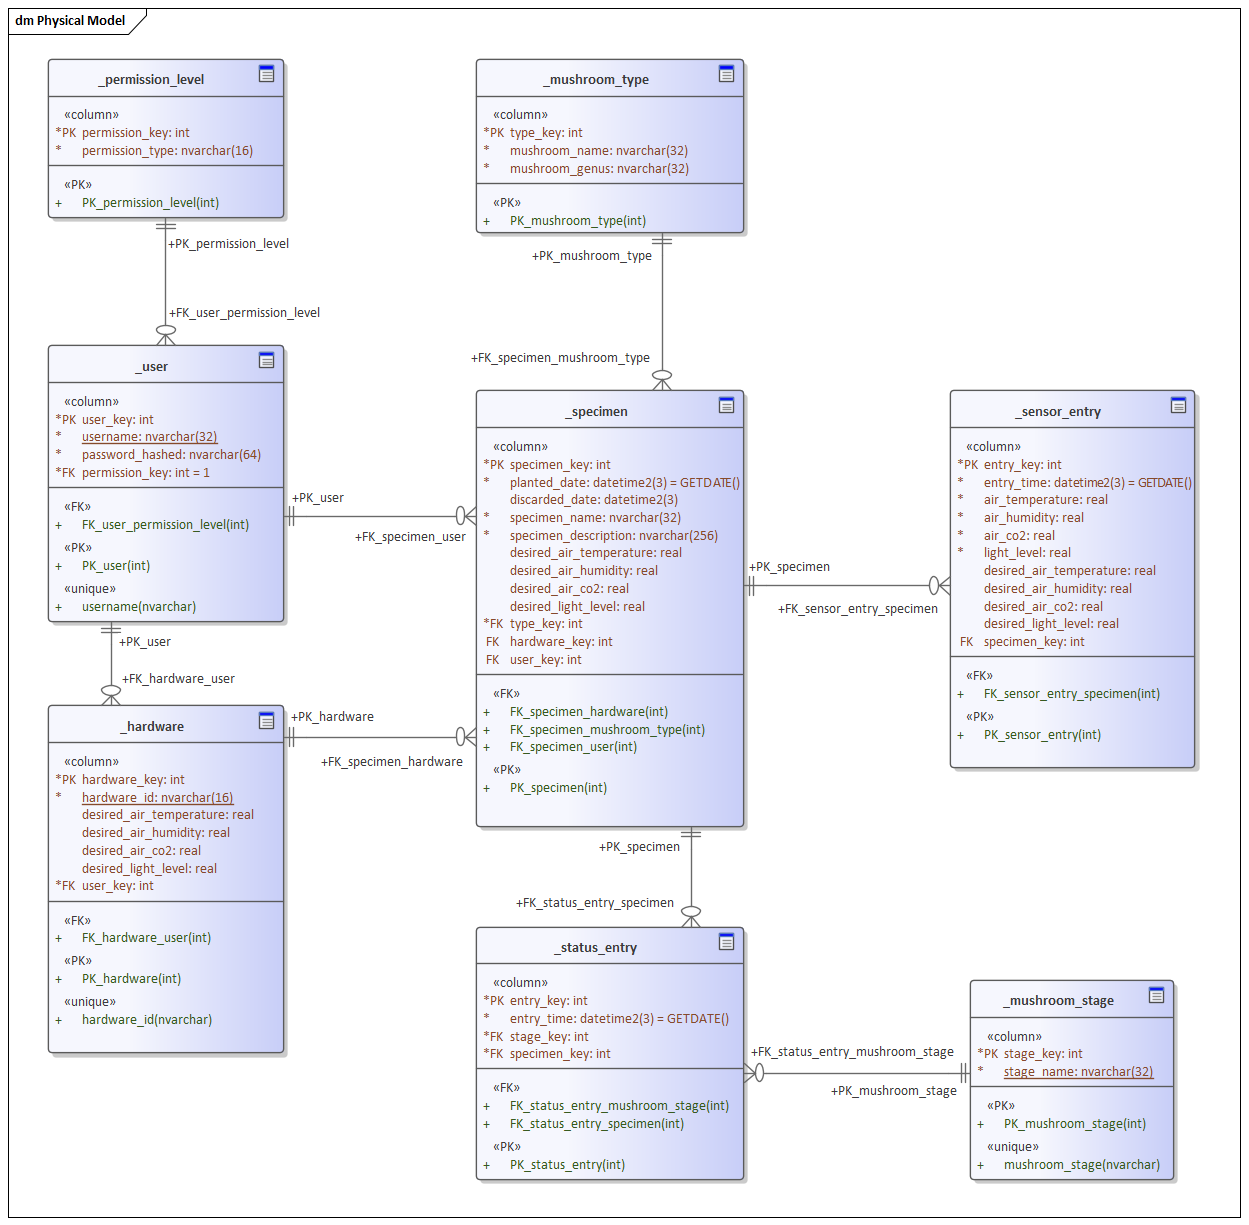 dm Physical Model
_permission_level
«column»
*PK permission_key: int
* permission_type: nvarchar(16)
«PK»
+ PK_permission_level(int)
+PK_permission_level
+FK_user_permission_level
_mushroom_type
«column»
*PK type_key: int
* mushroom_name: nvarchar(32)
* mushroom_genus: nvarchar(32)
«PK»
+ PK_mushroom_type(int)
+PK_mushroom_type
+FK_specimen_mushroom_type
_user
«column»
*PK user_key: int
* username: nvarchar(32)
* password_hashed: nvarchar(64)
*FK permission_key: int = 1
«FK»
+ FK_user_permission_level(int)
«PK»
+ PK_user(int)
«unique»
+ username(nvarchar)
+PK_user
+FK_specimen_user
+PK_user
+FK_hardware_user
_specimen
«column»
*PK specimen_key: int
* planted_date: datetime2(3) = GETDATE()
discarded_date: datetime2(3)
* specimen_name: nvarchar(32)
* specimen_description: nvarchar(256)
desired_air_temperature: real
desired_air_humidity: real
desired_air_co2: real
desired_light_level: real
*FK type_key: int
FK hardware_key: int
FK user_key: int
«FK»
+ FK_specimen_hardware(int)
+ FK_specimen_mushroom_type(int)
+ FK_specimen_user(int)
«PK»
+ PK_specimen(int)
+PK_specimen
+FK_sensor_entry_specimen
_sensor_entry
«column»
*PK entry_key: int
* entry_time: datetime2(3) = GETDATE()
* air_temperature: real
* air_humidity: real
* air_co2: real
* light_level: real
desired_air_temperature: real
desired_air_humidity: real
desired_air_co2: real
desired_light_level: real
FK specimen_key: int
«FK»
+ FK_sensor_entry_specimen(int)
«PK»
+ PK_sensor_entry(int)
_hardware
«column»
*PK hardware_key: int
* hardware_id: nvarchar(16)
desired_air_temperature: real
desired_air_humidity: real
desired_air_co2: real
desired_light_level: real
*FK user_key: int
«FK»
+ FK_hardware_user(int)
«PK»
+ PK_hardware(int)
«unique»
+ hardware_id(nvarchar)
+PK_hardware
+FK_specimen_hardware
+PK_specimen
+FK_status_entry_specimen
_status_entry
«column»
*PK entry_key: int
* entry_time: datetime2(3) = GETDATE()
*FK stage_key: int
*FK specimen_key: int
«FK»
+ FK_status_entry_mushroom_stage(int)
+ FK_status_entry_specimen(int)
«PK»
+ PK_status_entry(int)
+FK_status_entry_mushroom_stage
+PK_mushroom_stage
_mushroom_stage
«column»
*PK stage_key: int
* stage_name: nvarchar(32)
«PK»
+ PK_mushroom_stage(int)
«unique»
+ mushroom_stage(nvarchar)